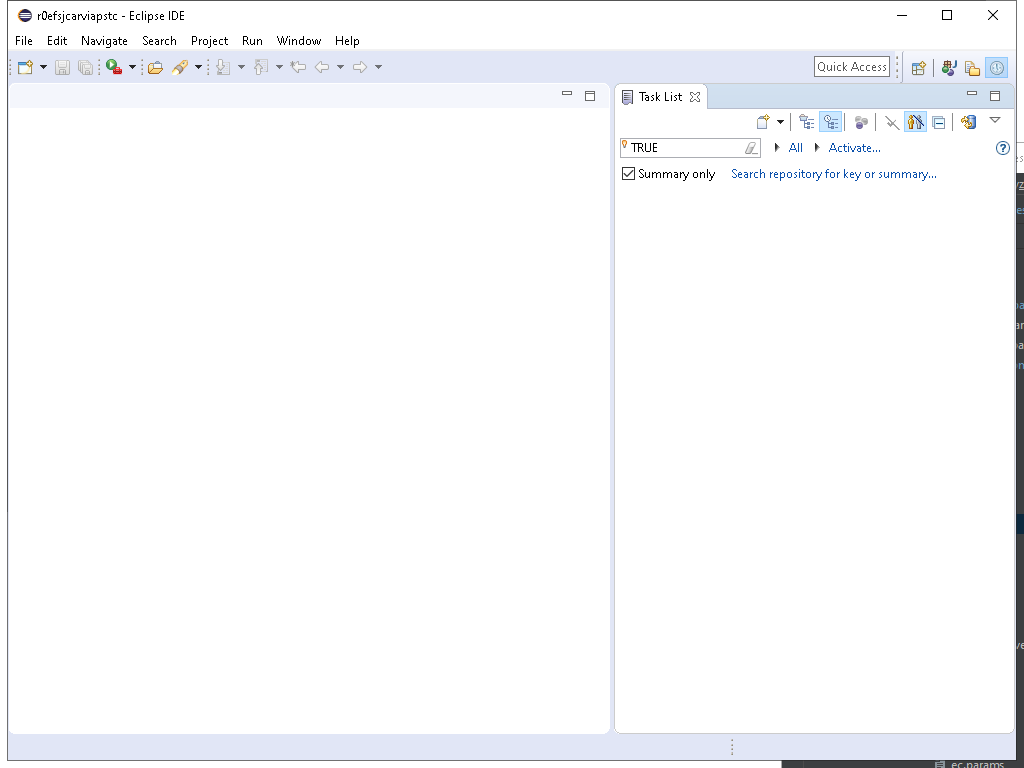 r0efsjcarviapstc - Eclipse IDE
File Edit Navigate Search Project Run Window Help
Quick Access
Task List
TRUE All Activate...
Summary only Search repository for key or summary...
ec.params